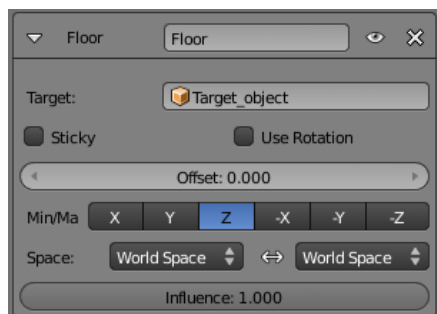 Floor Floor
Target: Target_object
Sticky Use Rotation
Offset: 0.000
Min/Ma X Y Z -X -Y -Z
Space: World Space World Space
Influence: 1.000